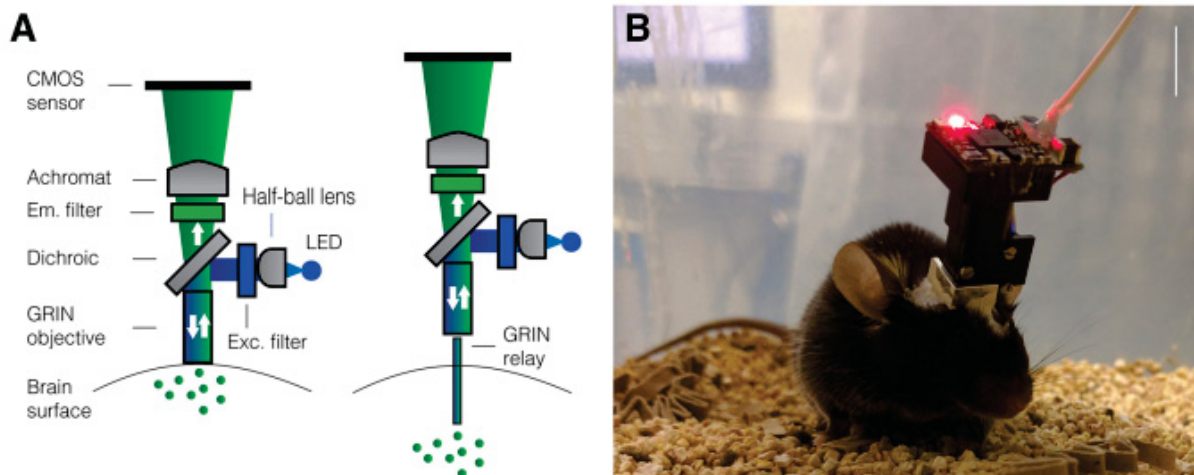 A
CMOS
sensor
Achromat
Em. filter
Half-ball lens
LED
Dichroic
GRIN
objective
Exc. filter
GRIN
relay
Brain
surface
B